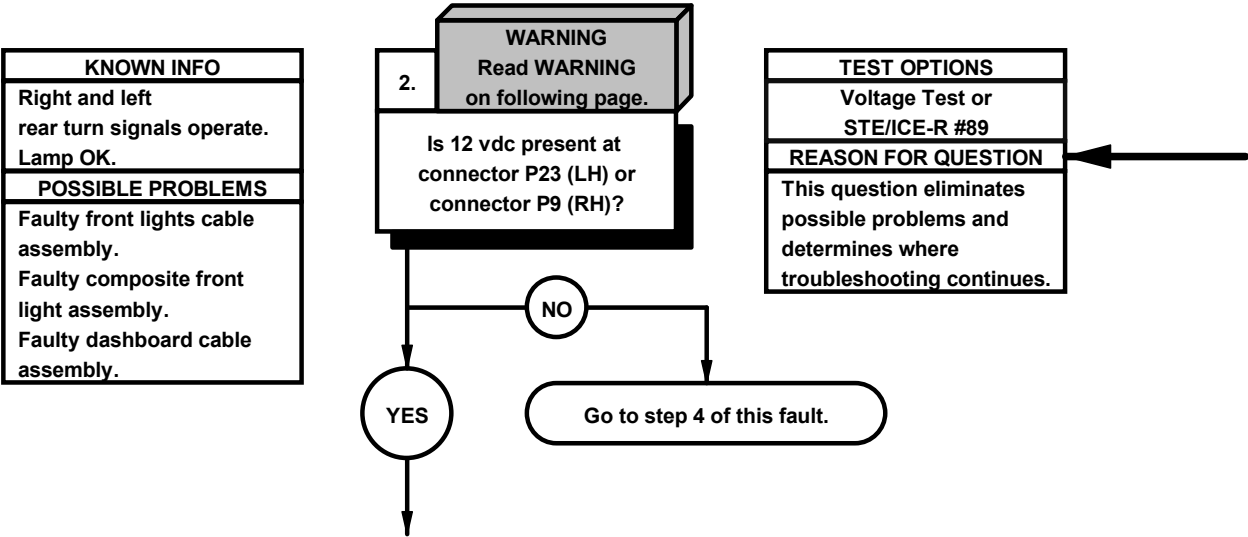 KNOWN INFO
Right and left
rear turn signals operate.
Lamp OK.
POSSIBLE PROBLEMS
Faulty front lights cable
assembly.
Faulty composite front
light assembly.
Faulty dashboard cable
assembly.
WARNING
Read WARNING
on following page.
2.
Is 12 vdc present at
connector P23 (LH) or
connector P9 (RH)?
TEST OPTIONS
Voltage Test or
STE/ICE-R #89
REASON FOR QUESTION
This question eliminates
possible problems and
determines where
troubleshooting continues.
NO
YES
Go to step 4 of this fault.